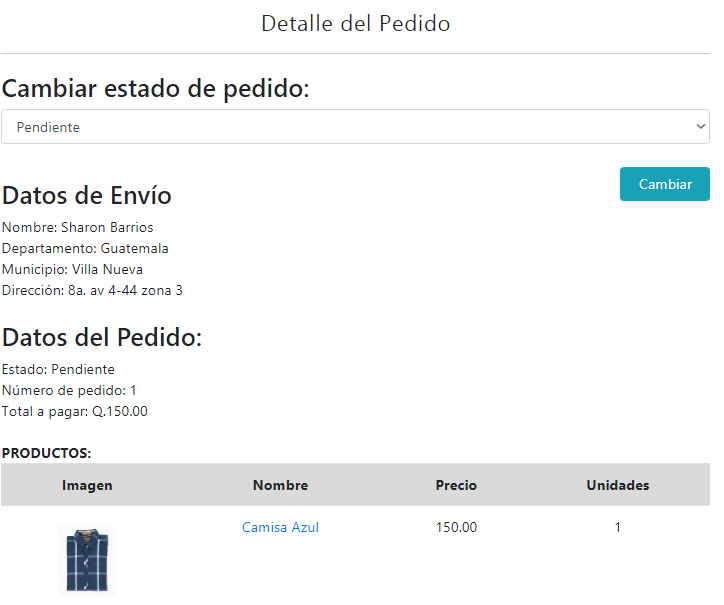 Detalle del Pedido
Cambiar estado de pedido:
Pendiente
Cambiar
Datos de Envío
Nombre: Sharon Barrios
Departamento: Guatemala
Municipio: Villa Nueva
Dirección: 8a. av 4-44 zona 3
Datos del Pedido:
Estado: Pendiente
Número de pedido: 1
Total a pagar: Q.150.00
PRODUCTOS:
Imagen Nombre Precio Unidades
Camisa Azul 150.00 1